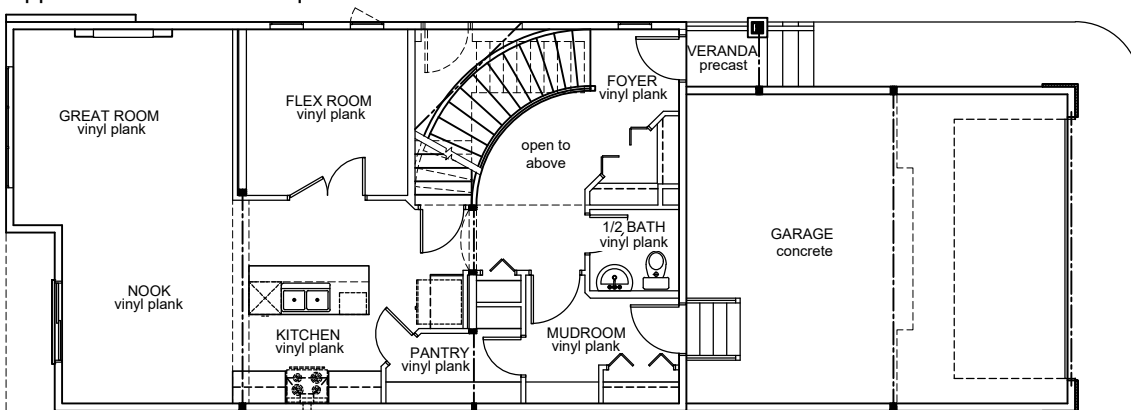 VERANDA
precast
FOYER
vinyl plank
FLEX ROOM
vinyl plank
GREAT ROOM
vinyl plank
open to
above
1/2 BATH
vinyl plank
GARAGE
concrete
NOOK
vinyl plank
KITCHEN
vinyl plank
MUDROOM
vinyl plank
PANTRY
vinyl plank